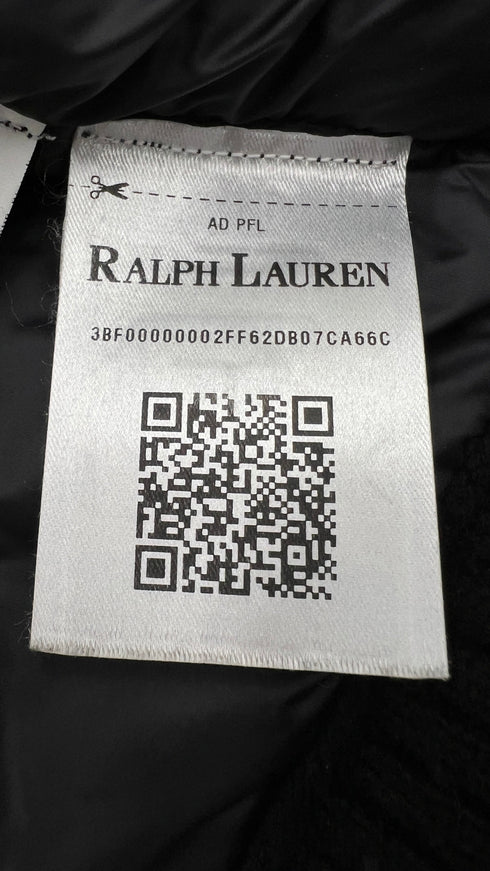 AD PFL
RALPH LAUREN
3BF00000002FF62DB07CA66C